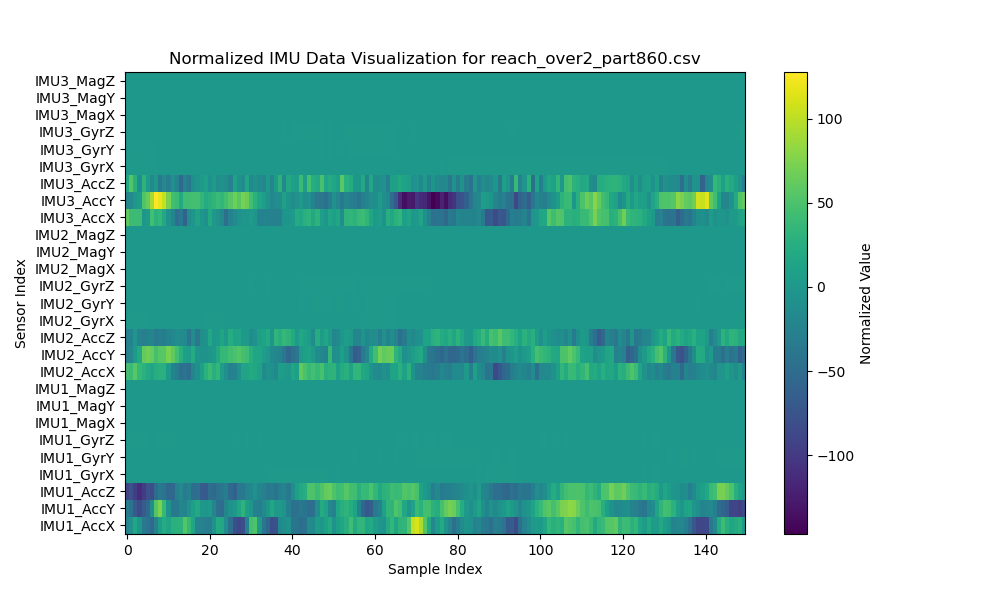 Normalized IMU Data Visualization for reach_over2_part860.csv
IMU3_MagZ
IMU3_MagY
IMU3_MagX
IMU3_GyrZ
IMU3_GyrY
IMU3_GyrX
IMU3_AccZ
IMU3_AccY
IMU3_AccX
IMU2_MagZ
IMU2_MagY
IMU2_MagX
IMU2_GyrZ
IMU2_GyrY
IMU2_GyrX
IMU2_AccZ
IMU2_AccY
IMU2_AccX
IMU1_MagZ
IMU1_MagY
IMU1_MagX
IMU1_GyrZ
IMU1_GyrY
IMU1_GyrX
IMU1_AccZ
IMU1_AccY
IMU1_AccX
Sensor Index
0 20 40 60 80 100 120 140
Sample Index
100
50
0
−50
−100
Normalized Value